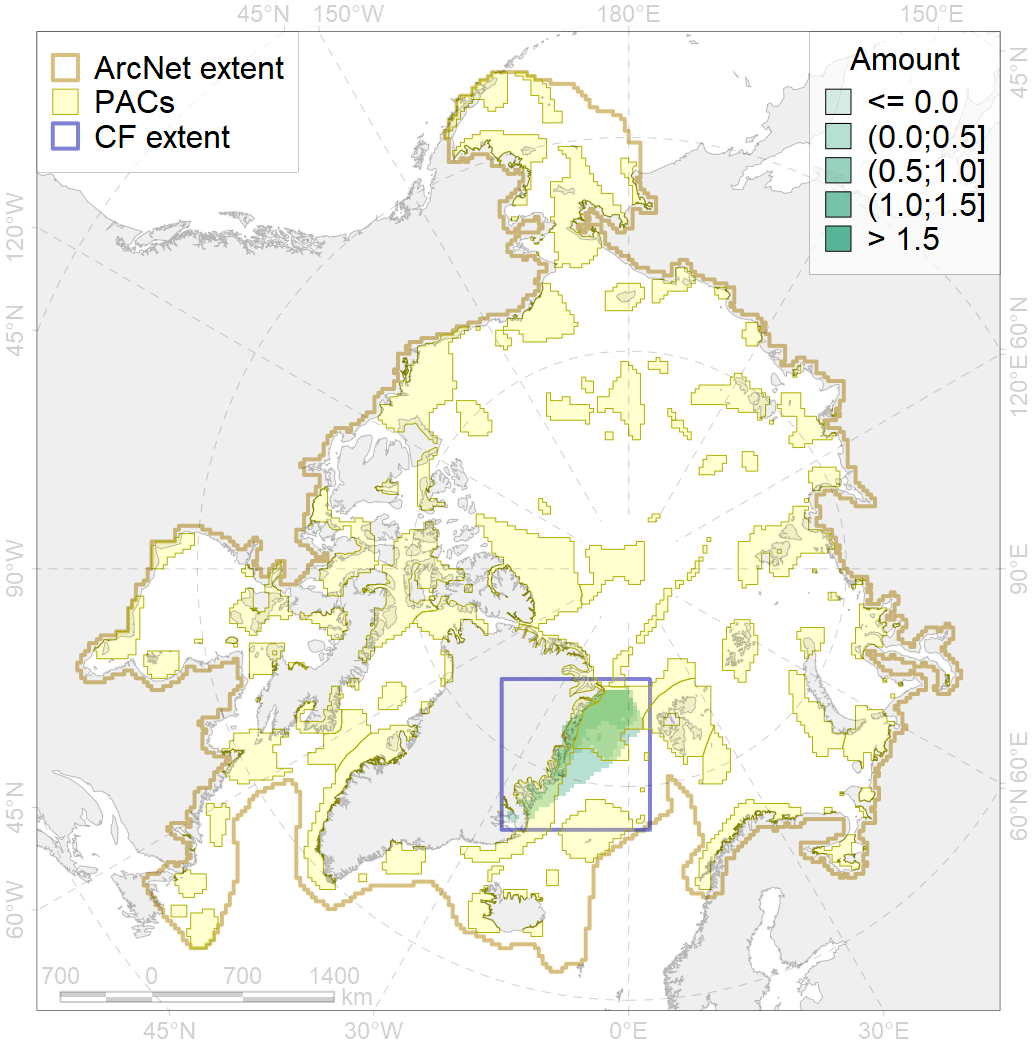 45°N 150°W 180°E 150°E
ArcNet extent
PACs
CF extent
Amount
<= 0.0
(0.0;0.5]
(0.5;1.0]
(1.0;1.5]
> 1.5
45°N
120°W
60°N
45°N
120°E
90°W
90°E
45°N
60°N
60°W
700 0 700 1400
km
45°W 30°W 0°E 30°E